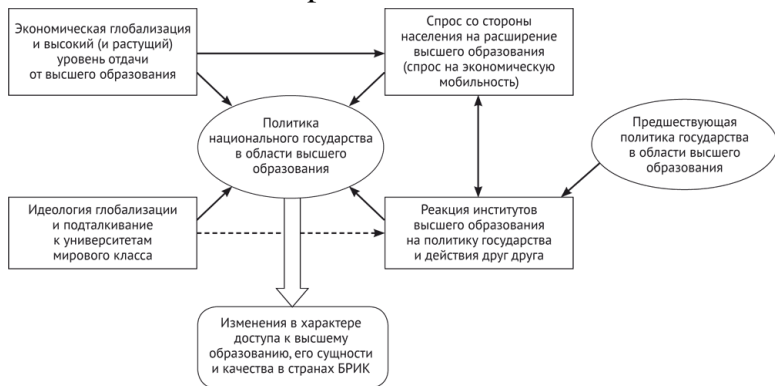 Экономическая глобализация
и высокий (и растущий)
уровень отдачи
от высшего образования
Спрос со стороны
населения на расширение
высшего образования
(спрос на экономическую
мобильность)
Политика
национального государства
в области высшего
образования
Предшествующая
политика государства
в области высшего
образования
Идеология глобализации
и подталкивание
к университетам
мирового класса
Реакция институтов
высшего образования
на политику государства
и действия друг друга
Изменения в характере
доступа к высшему
образованию, его сущности
и качества в странах БРИК